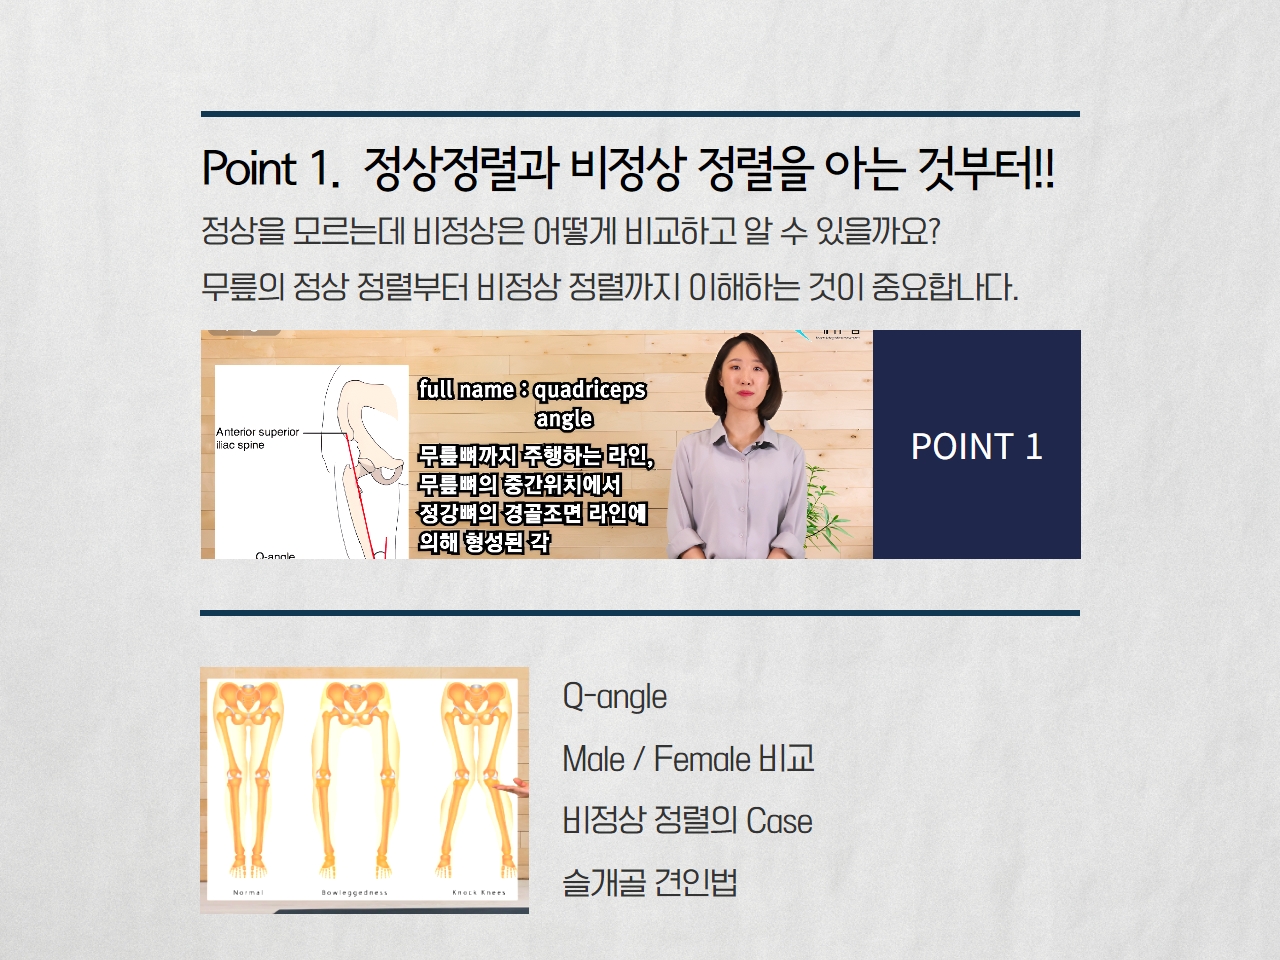 Point 1. 정상정렬과 비정상 정렬을 아는 것부터!!
정상을 모르는데 비정상은 어떻게 비교하고 알 수 있을까요?
무릎의 정상 정렬부터 비정상 정렬까지 이해하는 것이 중요합니다.
Anterior superior
iliac spine
Q-angle
full name : quadriceps
angle
무릎뼈까지 주행하는 라인,
무릎뼈의 중간위치에서
정강뼈의 경골조면 라인에
의해 형성된 각
POINT 1
Normal
Bowleggedness
Knock Knees
Q-angle
Male / Female 비교
비정상 정렬의 Case
슬개골 견인법